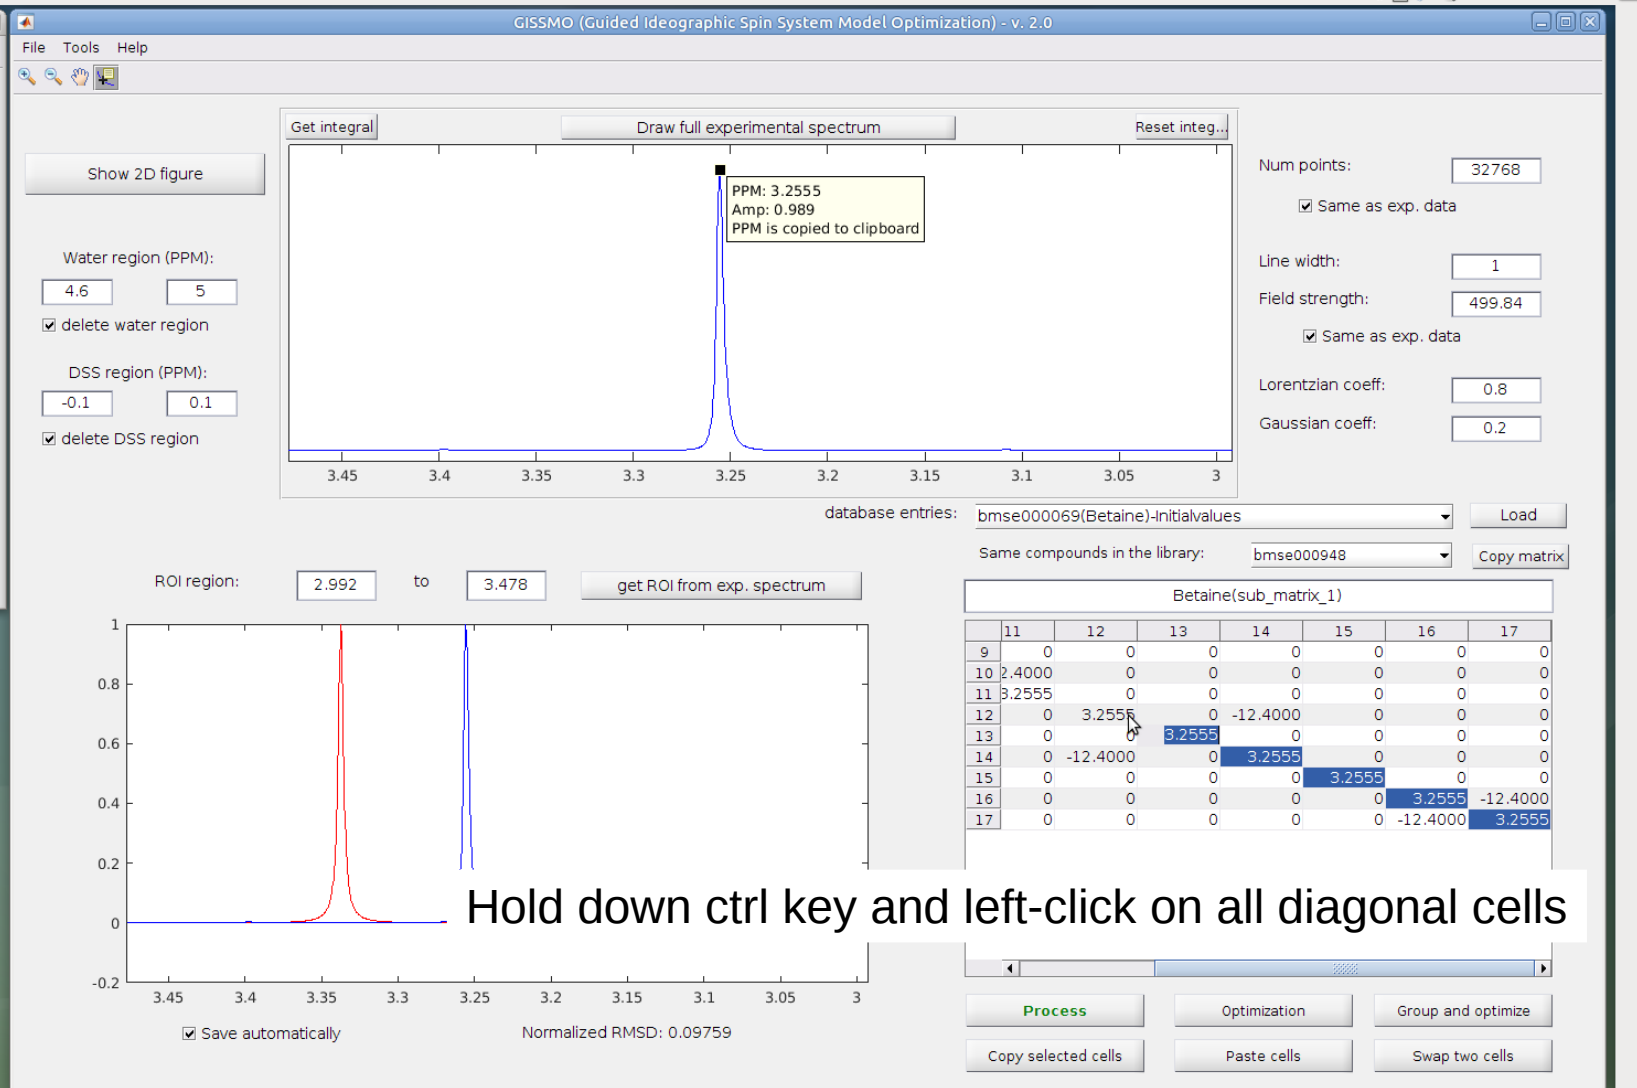 GISSMO (Guided Ideographic Spin System Model Optimization) - v. 2.0
File Tools Help
Get integral Draw full experimental spectrum Reset integ...
Show 2D figure
PPM: 3.2555
Amp: 0.989
PPM is copied to clipboard
3.45 3.4 3.35 3.3 3.25 3.2 3.15 3.1 3.05 3
Water region (PPM):
4.6 5
delete water region
DSS region (PPM):
-0.1 0.1
delete DSS region
Num points: 32768
Same as exp. data
Line width: 1
Field strength: 499.84
Same as exp. data
Lorentzian coeff: 0.8
Gaussian coeff: 0.2
database entries: bmse000069(Betaine)-Initialvalues Load
Same compounds in the library: bmse000948 Copy matrix
ROI region: 2.992 to 3.478 get ROI from exp. spectrum
Betaine(sub_matrix_1)
11 12 13 14 15 16 17
9 0 0 0 0 0 0 0
10 2.4000 0 0 0 0 0 0
11 3.2555 0 0 0 0 0 0
12 0 3.2555 0 -12.4000 0 0 0
13 0 0 3.2555 0 0 0 0
14 0 -12.4000 0 3.2555 0 0 0
15 0 0 0 0 3.2555 0 0
16 0 0 0 0 0 3.2555 -12.4000
17 0 0 0 0 0 -12.4000 3.2555
1
0.8
0.6
0.4
0.2
0
-0.2
3.45 3.4 3.35 3.3 3.25 3.2 3.15 3.1 3.05 3
Hold down ctrl key and left-click on all diagonal cells
Save automatically Normalized RMSD: 0.09759
Process Optimization Group and optimize
Copy selected cells Paste cells Swap two cells